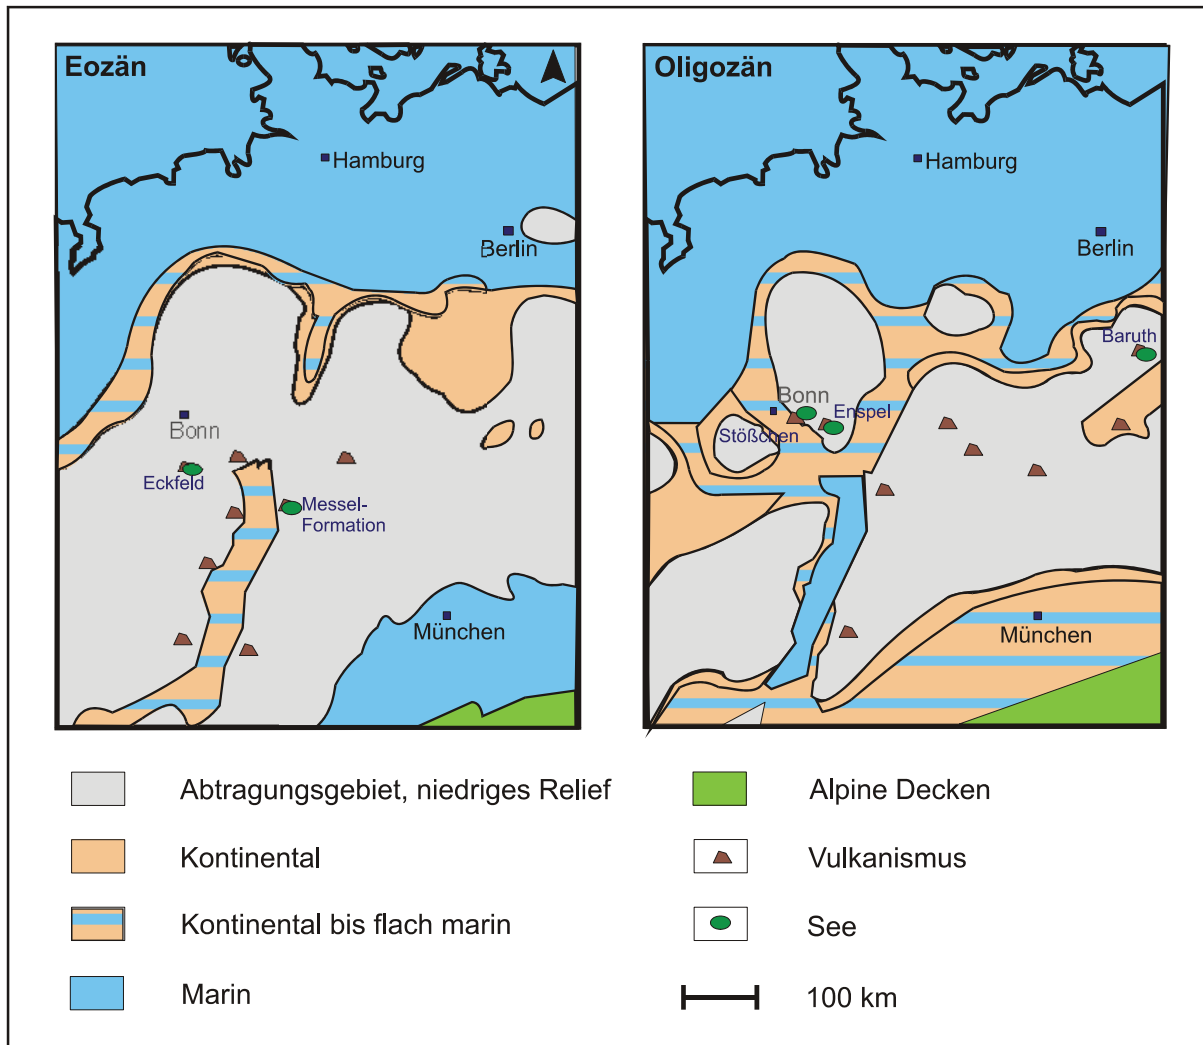 Eozän
Hamburg
Berlin
Bonn
Eckfeld
Messel-
Formation
München
Oligozän
Hamburg
Berlin
Baruth
Bonn
Enspel
Stößchen
München
Abtragungsgebiet, niedriges Relief
Kontinental
Kontinental bis flach marin
Marin
Alpine Decken
Vulkanismus
See
100 km